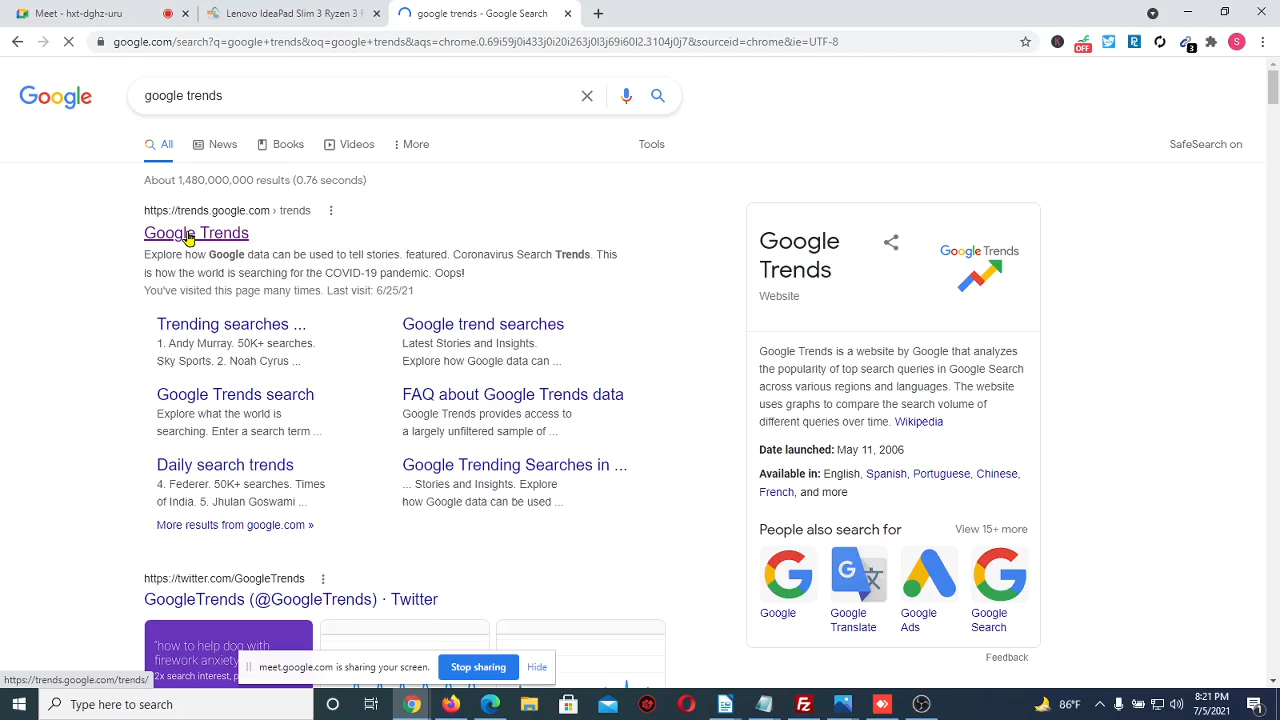 Meet - hxt-dghz-uru
Lenovo IdeaPad Slim 3 Ryzen 3
google trends - Google Search
google.com/search?q=google+trends&oq=google+trends&aqs=chrome.0.69i59j0i433j0i20i263j0l3j69i60l2.3104j0j7&sourceid=chrome&ie=UTF-8
OFF
3
S
Google
google trends
All
News
Books
Videos
More
Tools
SafeSearch on
About 1,480,000,000 results (0.76 seconds)
https://trends.google.com › trends
Google Trends
Explore how Google data can be used to tell stories. featured. Coronavirus Search Trends. This
is how the world is searching for the COVID-19 pandemic. Oops!
You've visited this page many times. Last visit: 6/25/21
Trending searches ...
1. Andy Murray. 50K+ searches.
Sky Sports. 2. Noah Cyrus ...
Google trend searches
Latest Stories and Insights.
Explore how Google data can ...
Google Trends search
Explore what the world is
searching. Enter a search term ...
FAQ about Google Trends data
Google Trends provides access to
a largely unfiltered sample of ...
Daily search trends
4. Federer. 50K+ searches. Times
of India. 5. Jhulan Goswami ...
Google Trending Searches in ...
... Stories and Insights. Explore
how Google data can be used ...
More results from google.com »
https://twitter.com/GoogleTrends
GoogleTrends (@GoogleTrends) · Twitter
"how to help dog with
firework anxiety
2x search interest, p
Google
Trends
Website
Google Trends
Google Trends is a website by Google that analyzes
the popularity of top search queries in Google Search
across various regions and languages. The website
uses graphs to compare the search volume of
different queries over time. Wikipedia
Date launched: May 11, 2006
Available in: English, Spanish, Portuguese, Chinese,
French, and more
People also search for
View 15+ more
Google
Google
Translate
Google
Ads
Google
Search
Feedback
meet.google.com is sharing your screen.
Stop sharing
Hide
https://trends.google.com/trends/
Type here to search
86°F
8:21 PM
7/5/2021